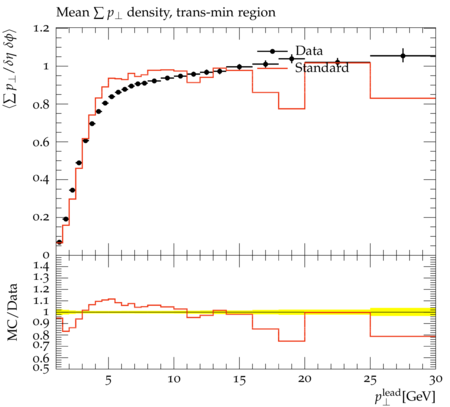 Mean ∑ p⊥ density, trans-min region
⟨∑ p⊥/δη δϕ⟩
1.2
1
0.8
0.6
0.4
0.2
0
Data
Standard
MC/Data
1.4
1.3
1.2
1.1
1
0.9
0.8
0.7
0.6
0.5
5 10 15 20 25 30
p⊥^lead[GeV]